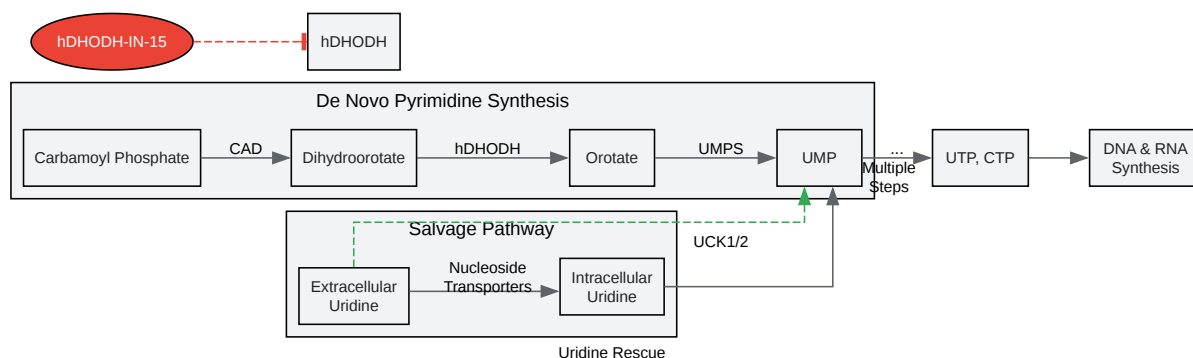 hDHODH-IN-15
hDHODH
De Novo Pyrimidine Synthesis
Carbamoyl Phosphate
CAD
Dihydroorotate
hDHODH
Orotate
UMPS
UMP
...
Multiple
Steps
UTP, CTP
DNA & RNA
Synthesis
Salvage Pathway
UCK1/2
Extracellular
Uridine
Nucleoside
Transporters
Intracellular
Uridine
Uridine Rescue